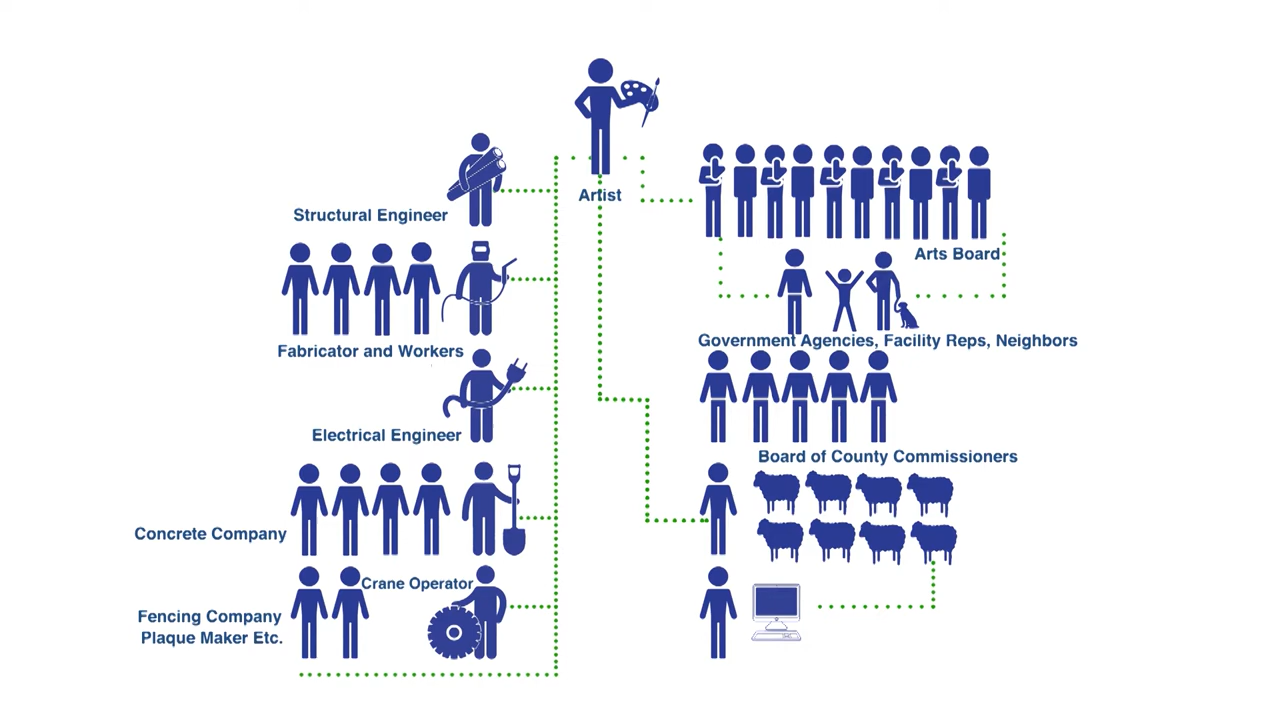 Artist
Structural Engineer
Arts Board
Government Agencies, Facility Reps, Neighbors
Fabricator and Workers
Electrical Engineer
Board of County Commissioners
Concrete Company
Crane Operator
Fencing Company
Plaque Maker Etc.